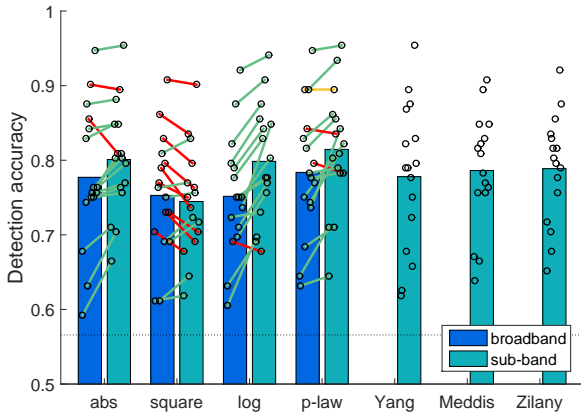 Detection accuracy
1
0.9
0.8
0.7
0.6
0.5
broadband
sub-band
abs square log p-law Yang Meddis Zilany